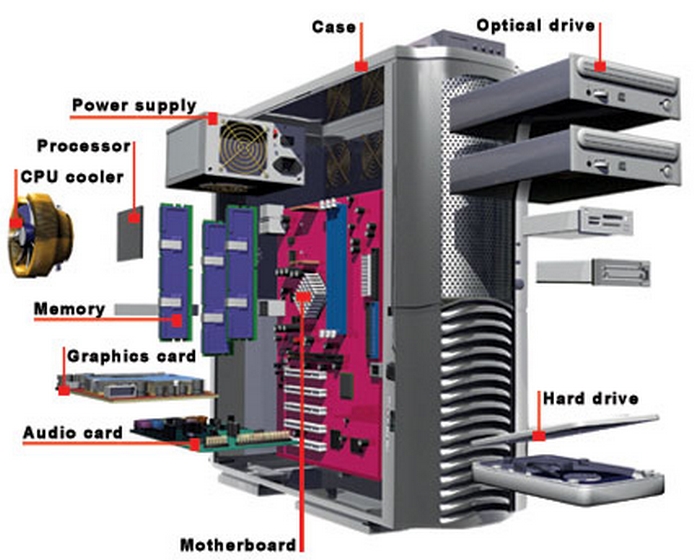 Case
Optical drive
Power supply
Processor
CPU cooler
Memory
Graphics card
Audio card
Hard drive
Motherboard